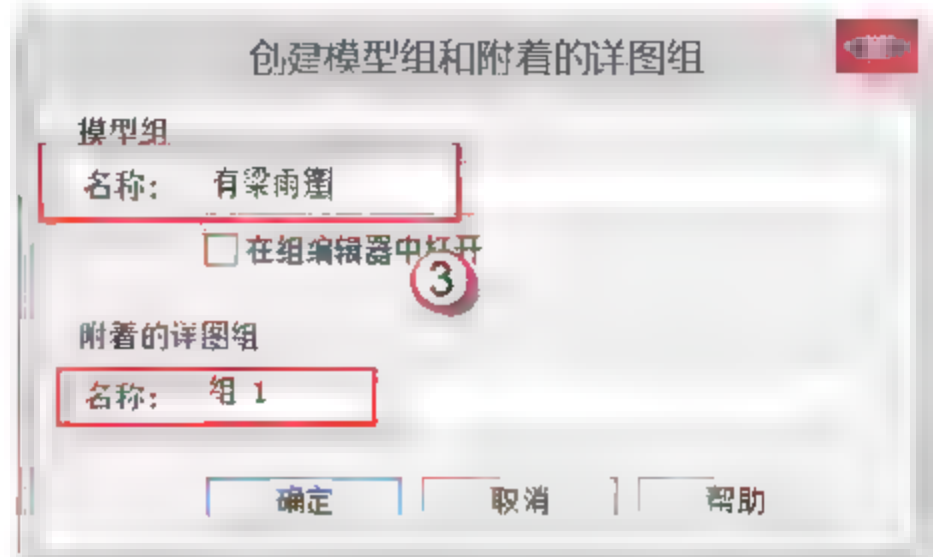 创建模型组和附着的详图组
模型组
名称: 有梁雨篷
在组编辑器中打开
3
附着的详图组
名称: 组 1
确定 取消 帮助